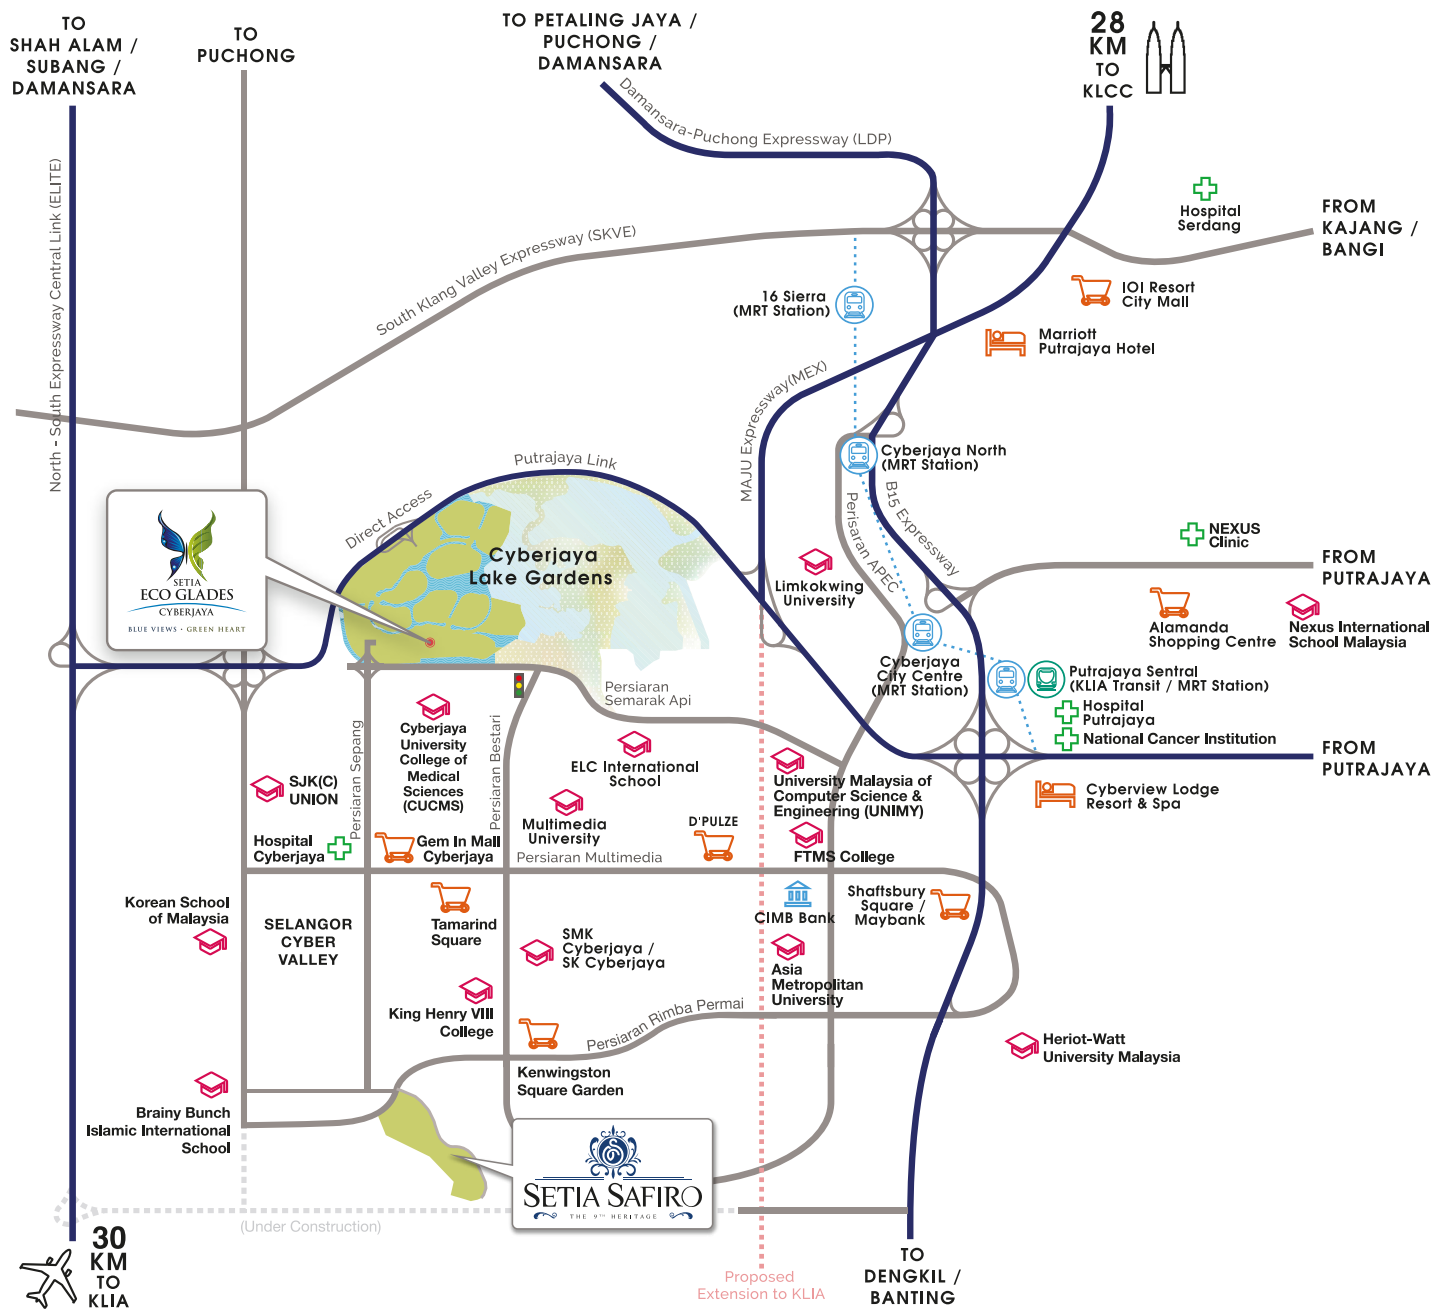 TO
SHAH ALAM /
SUBANG /
DAMANSARA
TO
PUCHONG
TO PETALING JAYA /
PUCHONG /
DAMANSARA
28
KM
TO
KLCC
Damansara-Puchong Expressway (LDP)
North - South Expressway Central Link (ELITE)
South Klang Valley Expressway (SKVE)
Hospital
Serdang
FROM
KAJANG /
BANGI
16 Sierra
(MRT Station)
IOI Resort
City Mall
Marriott
Putrajaya Hotel
MAJU Expressway(MEX)
Cyberjaya North
(MRT Station)
Putrajaya Link
Direct Access
Perisaran APEC
B15 Expressway
SETIA
ECO GLADES
CYBERJAYA
BLUE VIEWS • GREEN HEART
Cyberjaya
Lake Gardens
Limkokwing
University
NEXUS
Clinic
FROM
PUTRAJAYA
Alamanda
Shopping Centre
Nexus International
School Malaysia
Cyberjaya
City Centre
(MRT Station)
Putrajaya Sentral
(KLIA Transit / MRT Station)
Hospital
Putrajaya
National Cancer Institution
FROM
PUTRAJAYA
Persiaran
Semarak Api
Persiaran Sepang
Persiaran Bestari
Cyberjaya
University
College of
Medical
Sciences
(CUCMS)
ELC International
School
SJK(C)
UNION
University Malaysia of
Computer Science &
Engineering (UNIMY)
Cyberview Lodge
Resort & Spa
Multimedia
University
D'PULZE
Hospital
Cyberjaya
Gem In Mall
Cyberjaya
Persiaran Multimedia
FTMS College
Korean School
of Malaysia
SELANGOR
CYBER
VALLEY
Tamarind
Square
SMK
Cyberjaya /
SK Cyberjaya
CIMB Bank
Shaftsbury
Square /
Maybank
Asia
Metropolitan
University
King Henry VIII
College
Persiaran Rimba Permai
Kenwingston
Square Garden
Heriot-Watt
University Malaysia
Brainy Bunch
Islamic International
School
SETIA SAFIRO
THE 9TH HERITAGE
(Under Construction)
30
KM
TO
KLIA
Proposed
Extension to KLIA
TO
DENGKIL /
BANTING